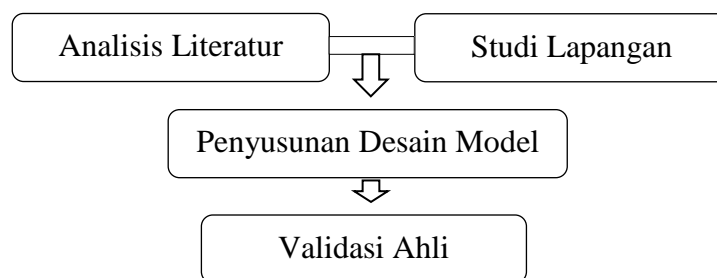 Analisis Literatur
Studi Lapangan
Penyusunan Desain Model
Validasi Ahli